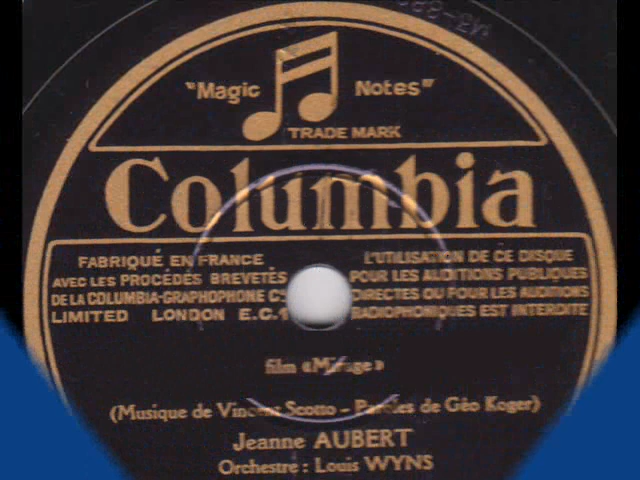 "Magic Notes"
TRADE MARK
Columbia
FABRIQUÉ EN FRANCE
AVEC LES PROCÉDÉS BREVETÉS
DE LA COLUMBIA-GRAPHOPHONE Cº
LIMITED LONDON E.C.1
L'UTILISATION DE CE DISQUE
POUR LES AUDITIONS PUBLIQUES
DIRECTES OU POUR LES AUDITIONS
RADIOPHONIQUES EST INTERDITE
film «Mirage»
(Musique de Vincent Scotto - Paroles de Géo Koger)
Jeanne AUBERT
Orchestre : Louis WYNS